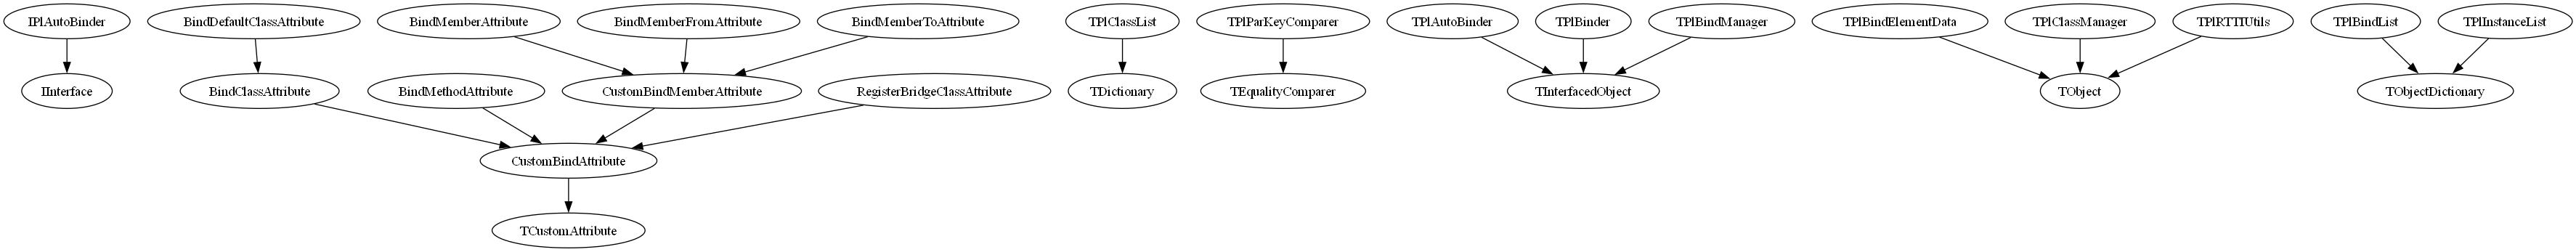 IPlAutoBinder
BindDefaultClassAttribute
BindMemberAttribute
BindMemberFromAttribute
BindMemberToAttribute
TPlClassList
TPlParKeyComparer
TPlAutoBinder
TPlBinder
TPlBindManager
TPlBindElementData
TPlClassManager
TPlRTTIUtils
TPlBindList
TPlInstanceList
IInterface
BindClassAttribute
BindMethodAttribute
CustomBindMemberAttribute
RegisterBridgeClassAttribute
TDictionary
TEqualityComparer
TInterfacedObject
TObject
TObjectDictionary
CustomBindAttribute
TCustomAttribute